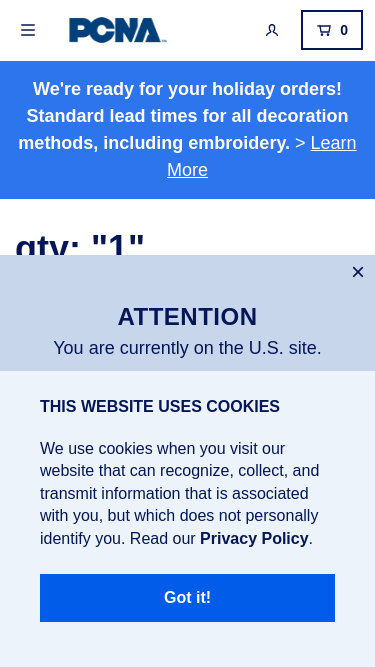 PCNA
0
We're ready for your holiday orders!
Standard lead times for all decoration
methods, including embroidery. > Learn
More
qty: "1"
ATTENTION
You are currently on the U.S. site.
THIS WEBSITE USES COOKIES
We use cookies when you visit our
website that can recognize, collect, and
transmit information that is associated
with you, but which does not personally
identify you. Read our Privacy Policy.
Got it!